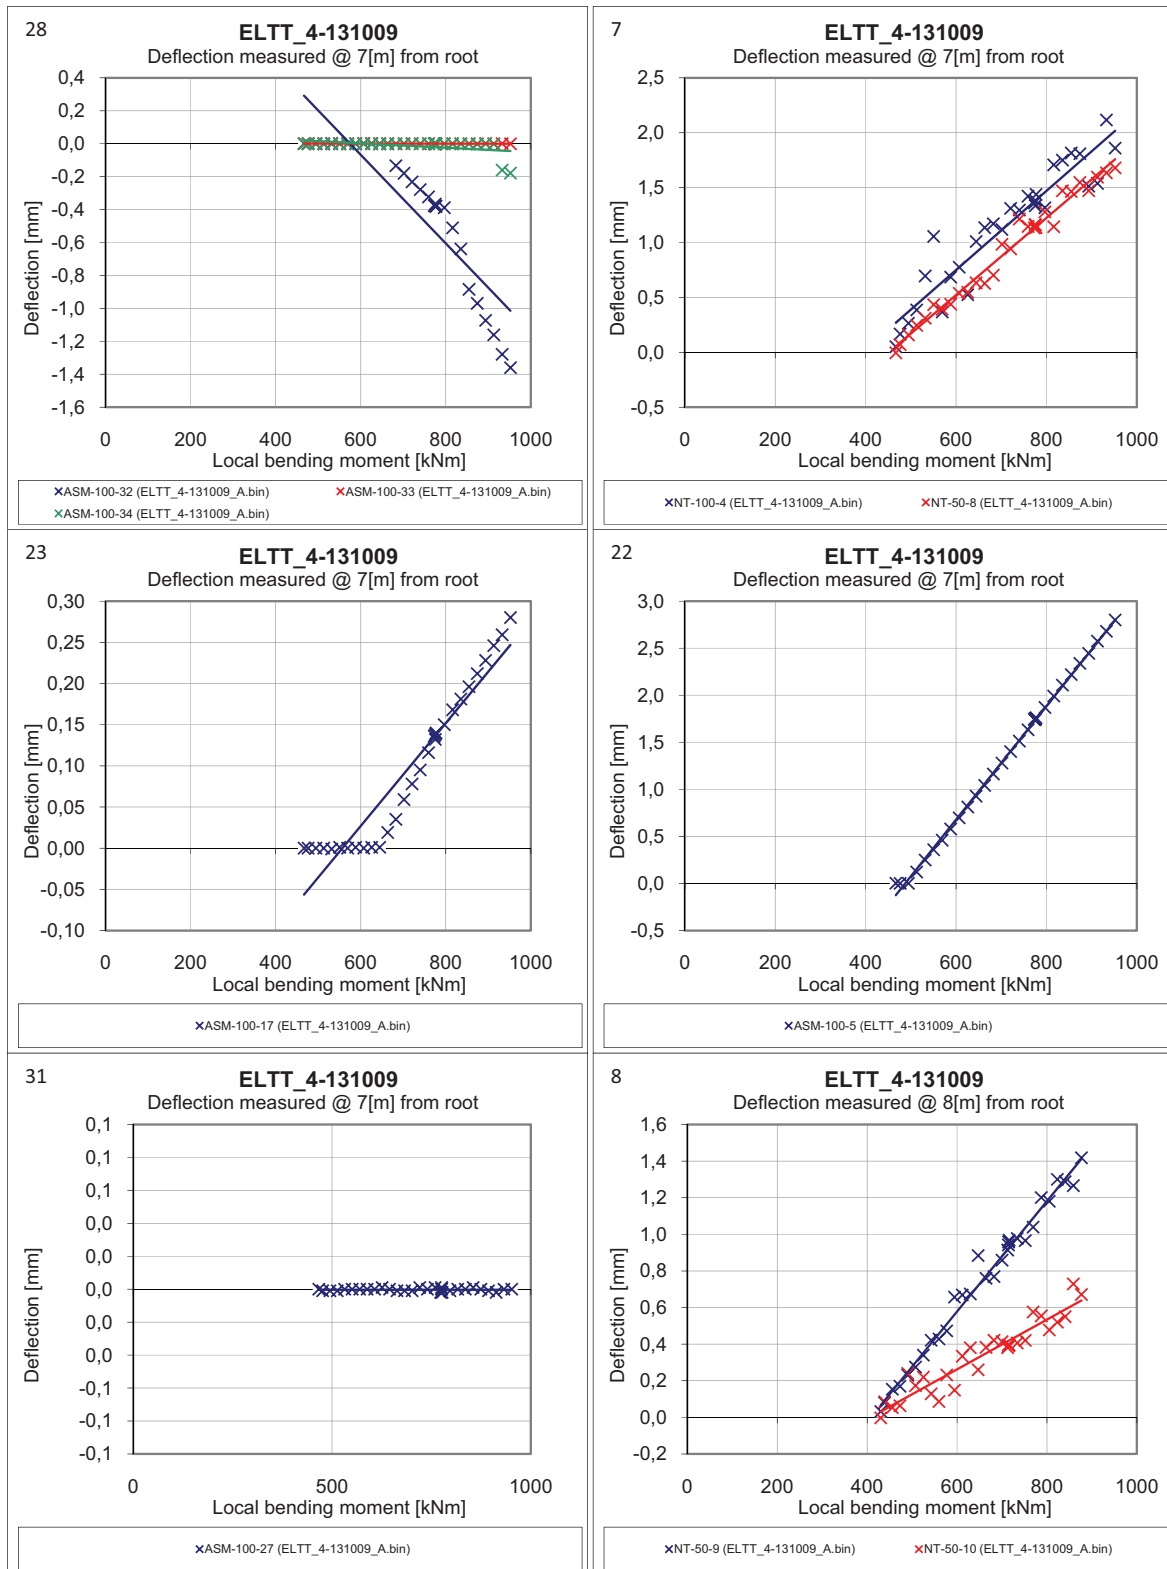 28
ELTT_4-131009
Deflection measured @ 7[m] from root
0,4
0,2
0,0
-0,2
-0,4
-0,6
-0,8
-1,0
-1,2
-1,4
-1,6
Deflection [mm]
0 200 400 600 800 1000
Local bending moment [kNm]
ASM-100-32 (ELTT_4-131009_A.bin) ASM-100-33 (ELTT_4-131009_A.bin)
ASM-100-34 (ELTT_4-131009_A.bin)
7
ELTT_4-131009
Deflection measured @ 7[m] from root
2,5
2,0
1,5
1,0
0,5
0,0
-0,5
Deflection [mm]
0 200 400 600 800 1000
Local bending moment [kNm]
NT-100-4 (ELTT_4-131009_A.bin) NT-50-8 (ELTT_4-131009_A.bin)
23
ELTT_4-131009
Deflection measured @ 7[m] from root
0,30
0,25
0,20
0,15
0,10
0,05
0,00
-0,05
-0,10
Deflection [mm]
0 200 400 600 800 1000
Local bending moment [kNm]
ASM-100-17 (ELTT_4-131009_A.bin)
22
ELTT_4-131009
Deflection measured @ 7[m] from root
3,0
2,5
2,0
1,5
1,0
0,5
0,0
-0,5
Deflection [mm]
0 200 400 600 800 1000
Local bending moment [kNm]
ASM-100-5 (ELTT_4-131009_A.bin)
31
ELTT_4-131009
Deflection measured @ 7[m] from root
0,1
0,1
0,1
0,0
0,0
0,0
0,0
0,0
-0,1
-0,1
-0,1
Deflection [mm]
0 500 1000
Local bending moment [kNm]
ASM-100-27 (ELTT_4-131009_A.bin)
8
ELTT_4-131009
Deflection measured @ 8[m] from root
1,6
1,4
1,2
1,0
0,8
0,6
0,4
0,2
0,0
-0,2
Deflection [mm]
0 200 400 600 800 1000
Local bending moment [kNm]
NT-50-9 (ELTT_4-131009_A.bin) NT-50-10 (ELTT_4-131009_A.bin)